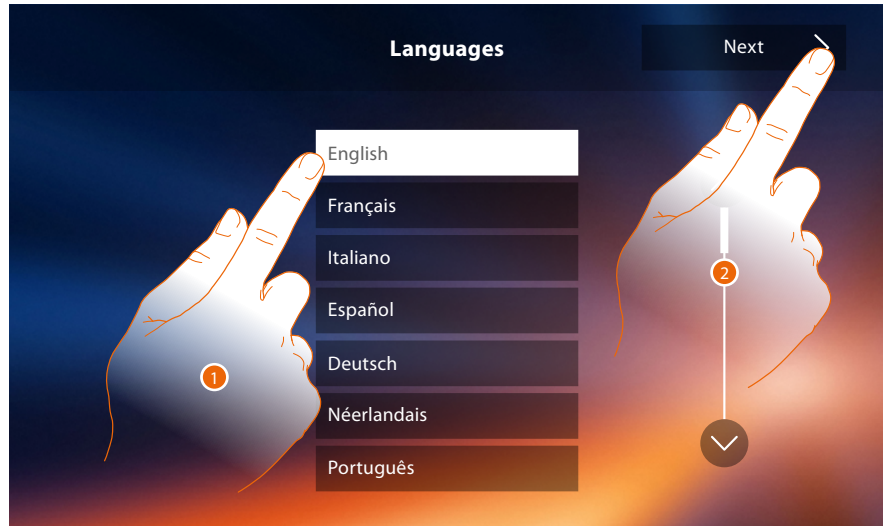 Languages
Next
English
Français
Italiano
Español
Deutsch
Néerlandais
Português
1
2